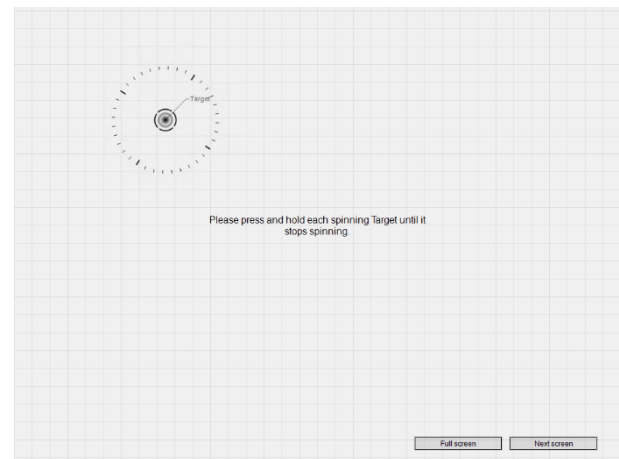 Target
Please press and hold each spinning Target until it
stops spinning.
Full screen
Next screen